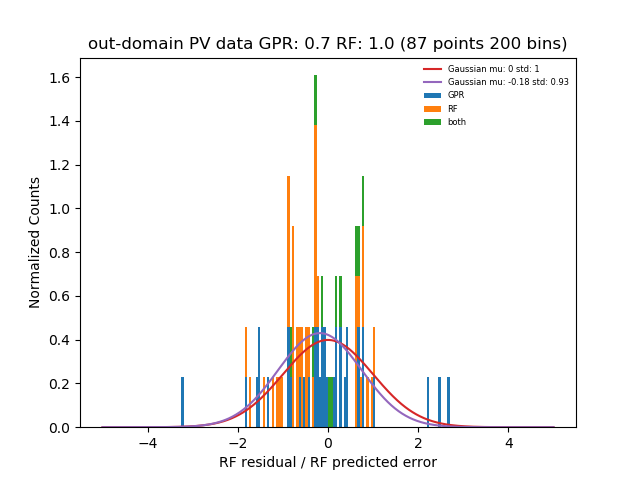 out-domain PV data GPR: 0.7 RF: 1.0 (87 points 200 bins)
Gaussian mu: 0 std: 1
Gaussian mu: -0.18 std: 0.93
GPR
RF
both
Normalized Counts
1.6
1.4
1.2
1.0
0.8
0.6
0.4
0.2
0.0
−4 −2 0 2 4
RF residual / RF predicted error